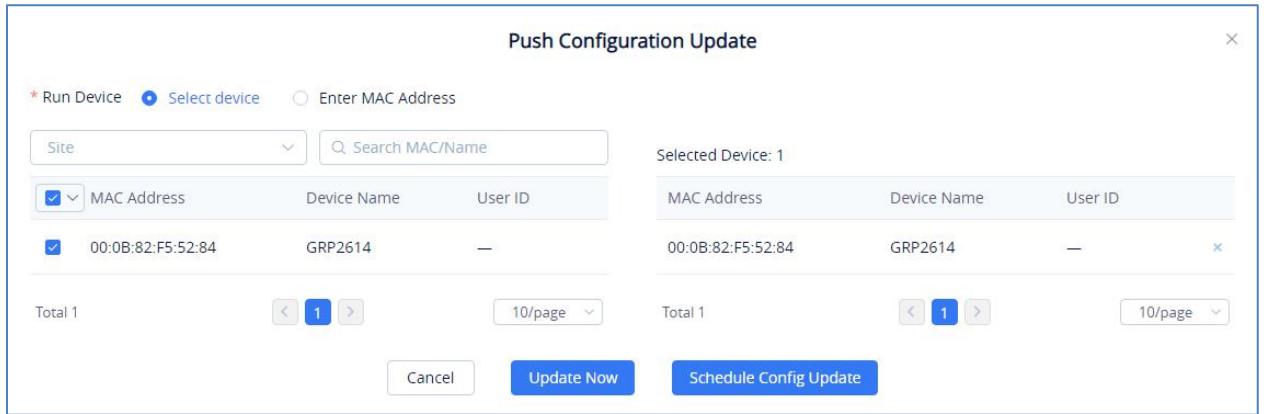 Push Configuration Update
* Run Device Select device Enter MAC Address
Site Search MAC/Name
Selected Device: 1
MAC Address Device Name User ID MAC Address Device Name User ID
00:0B:82:F5:52:84 GRP2614 — 00:0B:82:F5:52:84 GRP2614 —
Total 1 1 10/page Total 1 1 10/page
Cancel Update Now Schedule Config Update